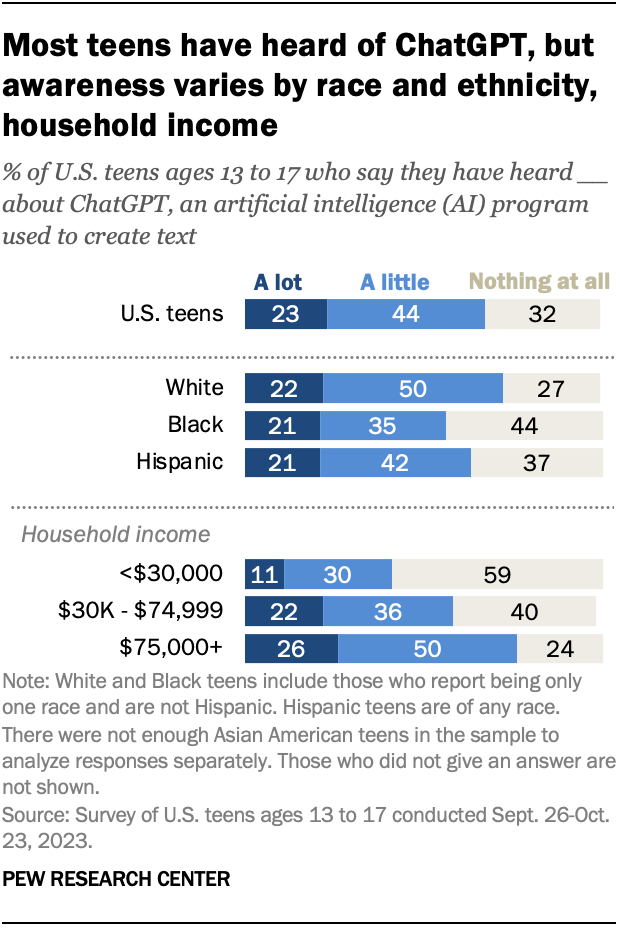 Most teens have heard of ChatGPT, but
awareness varies by race and ethnicity,
household income
% of U.S. teens ages 13 to 17 who say they have heard __
about ChatGPT, an artificial intelligence (AI) program
used to create text
A lot A little Nothing at all
U.S. teens 23 44 32
White 22 50 27
Black 21 35 44
Hispanic 21 42 37
Household income
<$30,000 11 30 59
$30K - $74,999 22 36 40
$75,000+ 26 50 24
Note: White and Black teens include those who report being only
one race and are not Hispanic. Hispanic teens are of any race.
There were not enough Asian American teens in the sample to
analyze responses separately. Those who did not give an answer are
not shown.
Source: Survey of U.S. teens ages 13 to 17 conducted Sept. 26-Oct.
23, 2023.
PEW RESEARCH CENTER